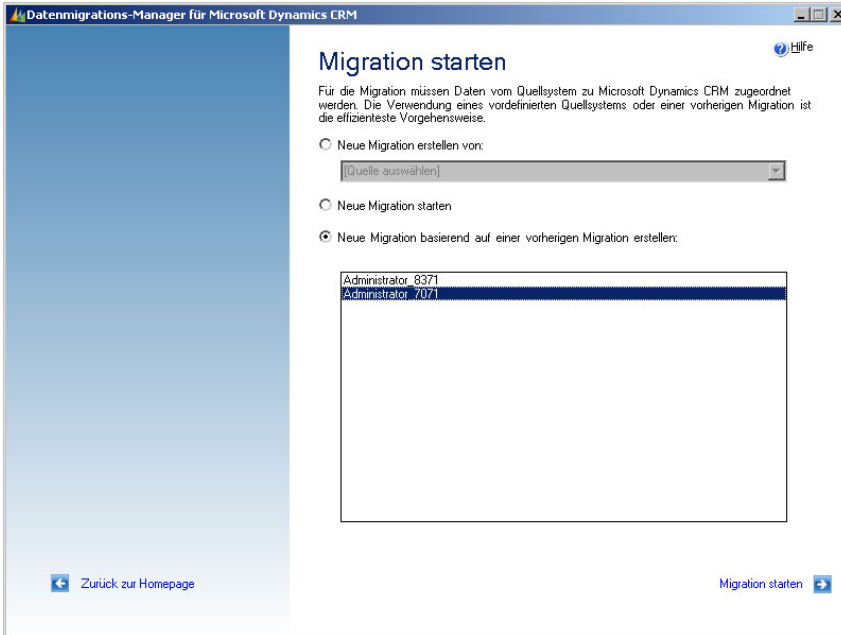 Datenmigrations-Manager für Microsoft Dynamics CRM
Hilfe
Migration starten
Für die Migration müssen Daten vom Quellsystem zu Microsoft Dynamics CRM zugeordnet
werden. Die Verwendung eines vordefinierten Quellsystems oder einer vorherigen Migration ist
die effizienteste Vorgehensweise.
Neue Migration erstellen von:
[Quelle auswählen]
Neue Migration starten
Neue Migration basierend auf einer vorherigen Migration erstellen:
Administrator_8371
Administrator_7071
Zurück zur Homepage
Migration starten